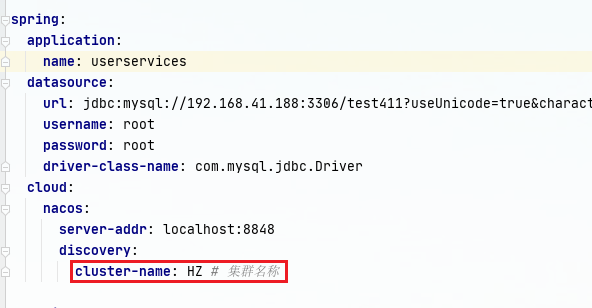 spring:
  application:
    name: userservices
  datasource:
    url: jdbc:mysql://192.168.41.188:3306/test411?useUnicode=true&charact
    username: root
    password: root
    driver-class-name: com.mysql.jdbc.Driver
  cloud:
    nacos:
      server-addr: localhost:8848
      discovery:
        cluster-name: HZ # 集群名称